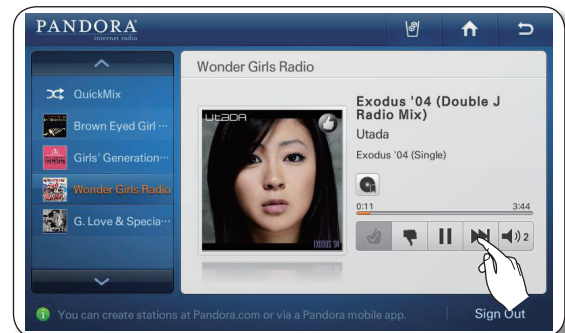 PANDORA
internet radio
Wonder Girls Radio
QuickMix
Brown Eyed Girl ···
Girls' Generation···
Wonder Girls Radio
G. Love & Specia···
UTADA
EXODUS '04
Exodus '04 (Double J
Radio Mix)
Utada
Exodus '04 (Single)
0:11
3:44
2
You can create stations at Pandora.com or via a Pandora mobile app.
Sign Out